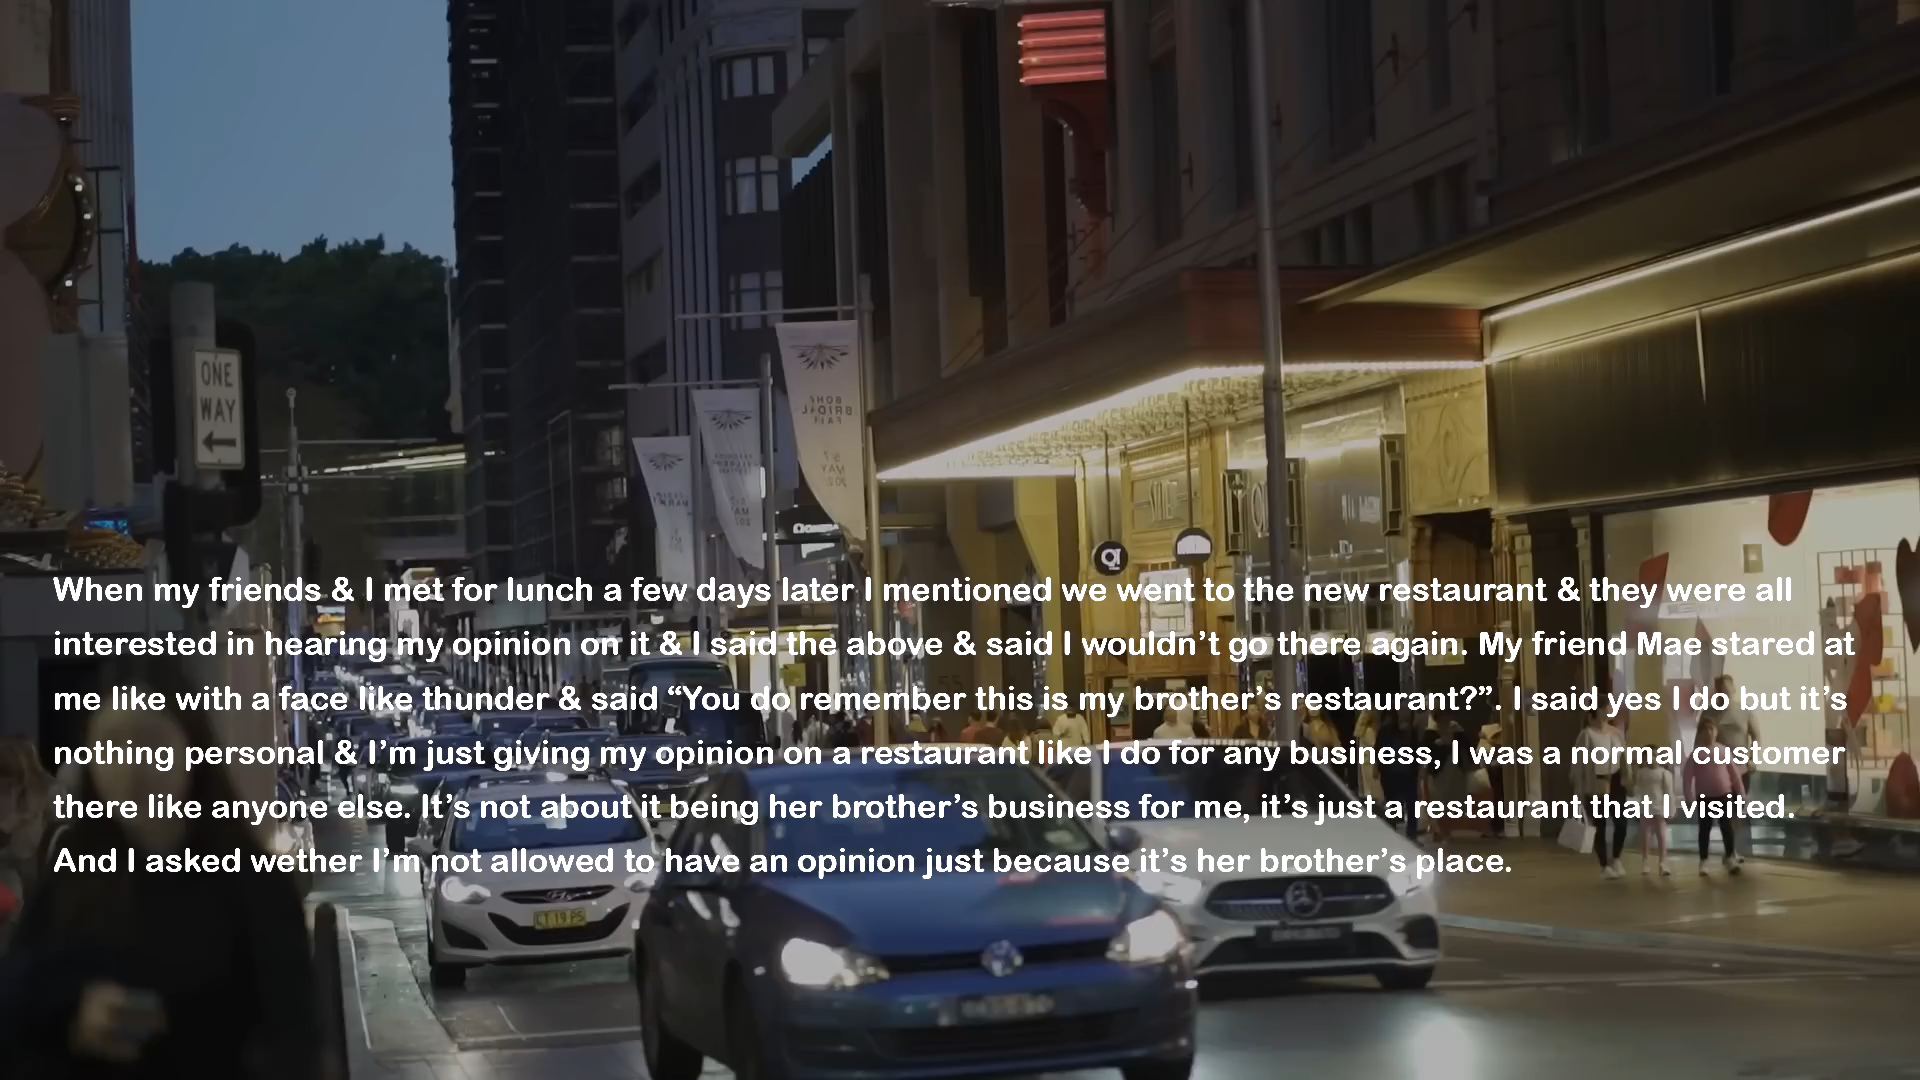 ONE
WAY
When my friends & I met for lunch a few days later I mentioned we went to the new restaurant & they were all
interested in hearing my opinion on it & I said the above & said I wouldn’t go there again. My friend Mae stared at
me like with a face like thunder & said “You do remember this is my brother’s restaurant?”. I said yes I do but it’s
nothing personal & I’m just giving my opinion on a restaurant like I do for any business, I was a normal customer
there like anyone else. It’s not about it being her brother’s business for me, it’s just a restaurant that I visited.
And I asked wether I’m not allowed to have an opinion just because it’s her brother’s place.